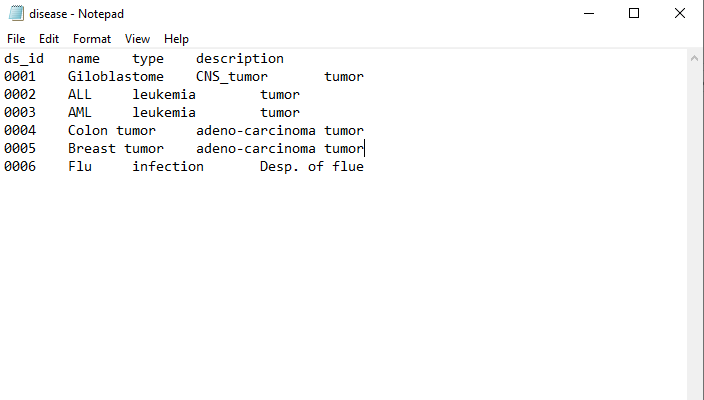 disease - Notepad
File Edit Format View Help
ds_id	name	type	description
0001	Giloblastome	CNS_tumor	tumor
0002	ALL	leukemia	tumor
0003	AML	leukemia	tumor
0004	Colon tumor	adeno-carcinoma	tumor
0005	Breast tumor	adeno-carcinoma	tumor
0006	Flu	infection	Desp. of flue